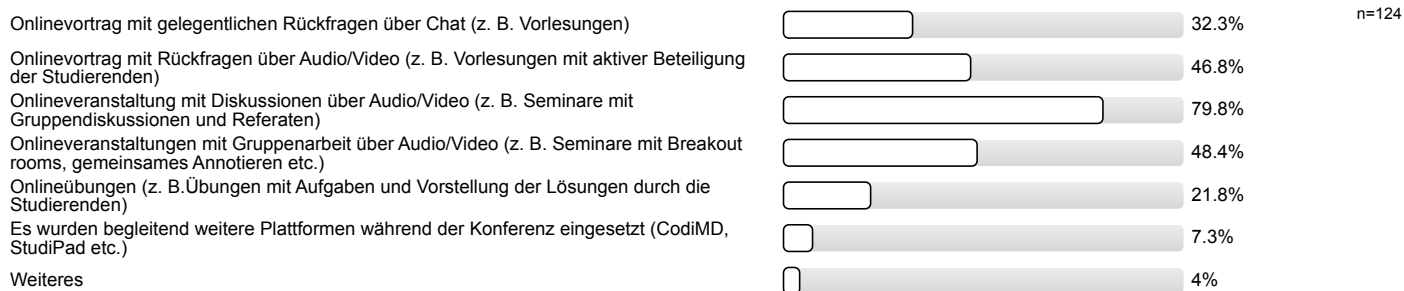 Onlinevortrag mit gelegentlichen Rückfragen über Chat (z. B. Vorlesungen) 32.3% n=124
Onlinevortrag mit Rückfragen über Audio/Video (z. B. Vorlesungen mit aktiver Beteiligung
der Studierenden) 46.8%
Onlineveranstaltung mit Diskussionen über Audio/Video (z. B. Seminare mit
Gruppendiskussionen und Referaten) 79.8%
Onlineveranstaltungen mit Gruppenarbeit über Audio/Video (z. B. Seminare mit Breakout
rooms, gemeinsames Annotieren etc.) 48.4%
Onlineübungen (z. B.Übungen mit Aufgaben und Vorstellung der Lösungen durch die
Studierenden) 21.8%
Es wurden begleitend weitere Plattformen während der Konferenz eingesetzt (CodiMD,
StudiPad etc.) 7.3%
Weiteres 4%